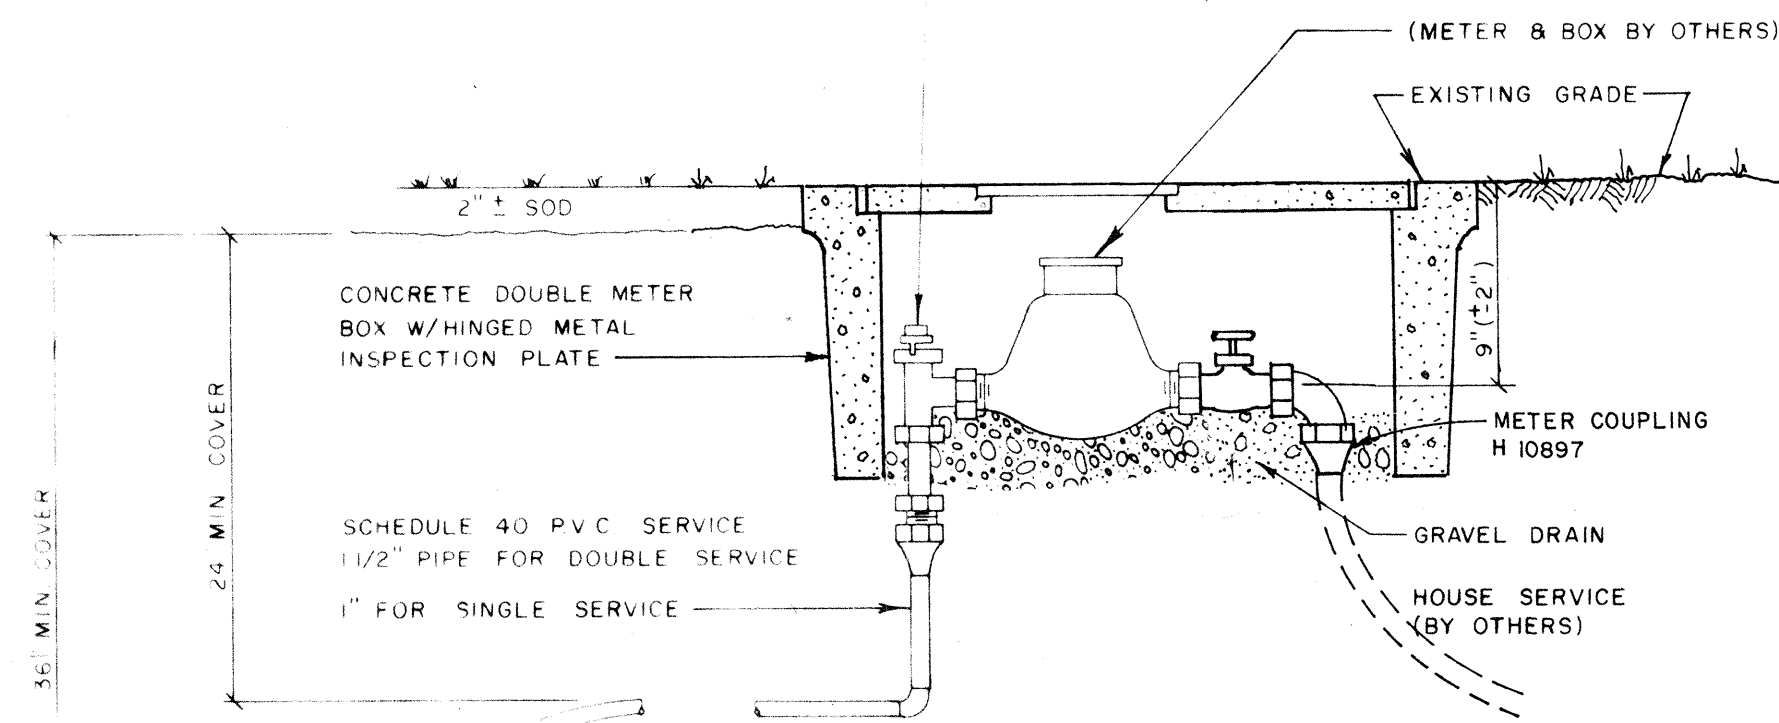 (METER & BOX BY OTHERS)
EXISTING GRADE
2" ± SOD
CONCRETE DOUBLE METER
BOX W/HINGED METAL
INSPECTION PLATE
9" (±2")
METER COUPLING
H 10897
24" MIN COVER
36" MIN. COVER
SCHEDULE 40 P.V.C. SERVICE
1 1/2" PIPE FOR DOUBLE SERVICE
1" FOR SINGLE SERVICE
GRAVEL DRAIN
HOUSE SERVICE
(BY OTHERS)